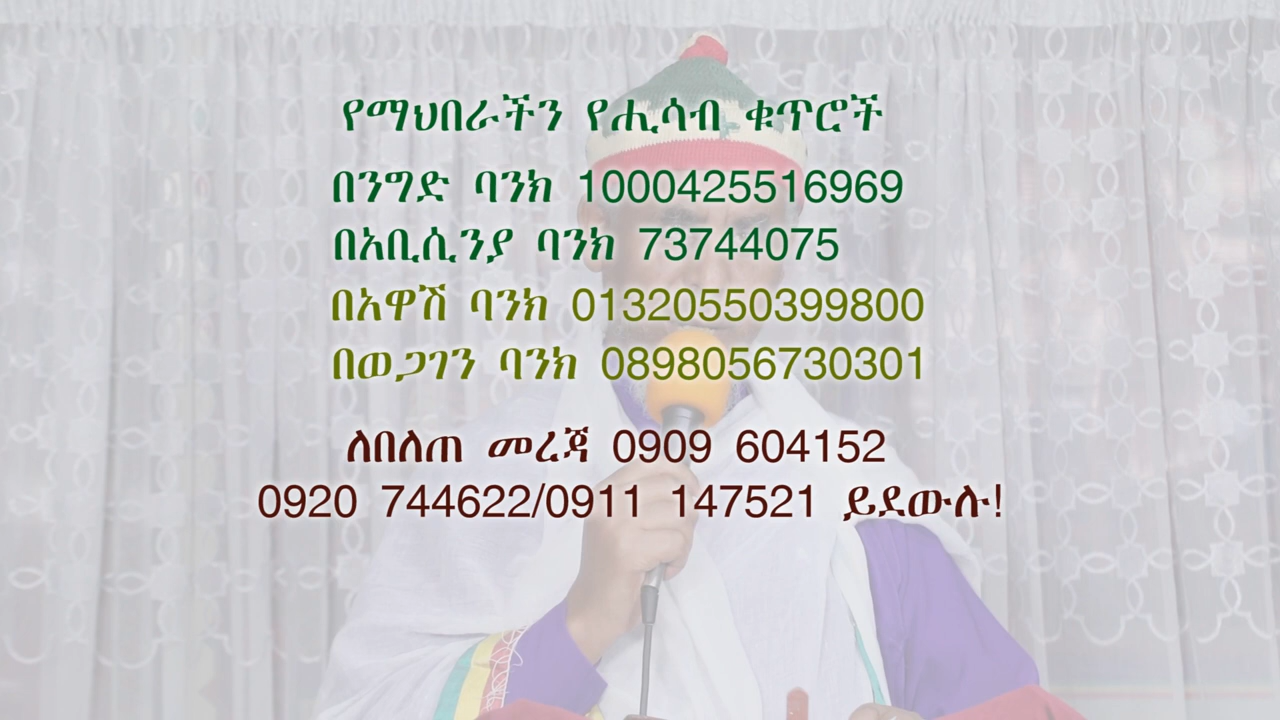 የማህበራችን የሒሳብ ቁጥሮች
በንግድ ባንክ 1000425516969
በአቢሲንያ ባንክ 73744075
በአዋሽ ባንክ 01320550399800
በወጋገን ባንክ 0898056730301
ለበለጠ መረጃ 0909 604152
0920 744622/0911 147521 ይደውሉ!